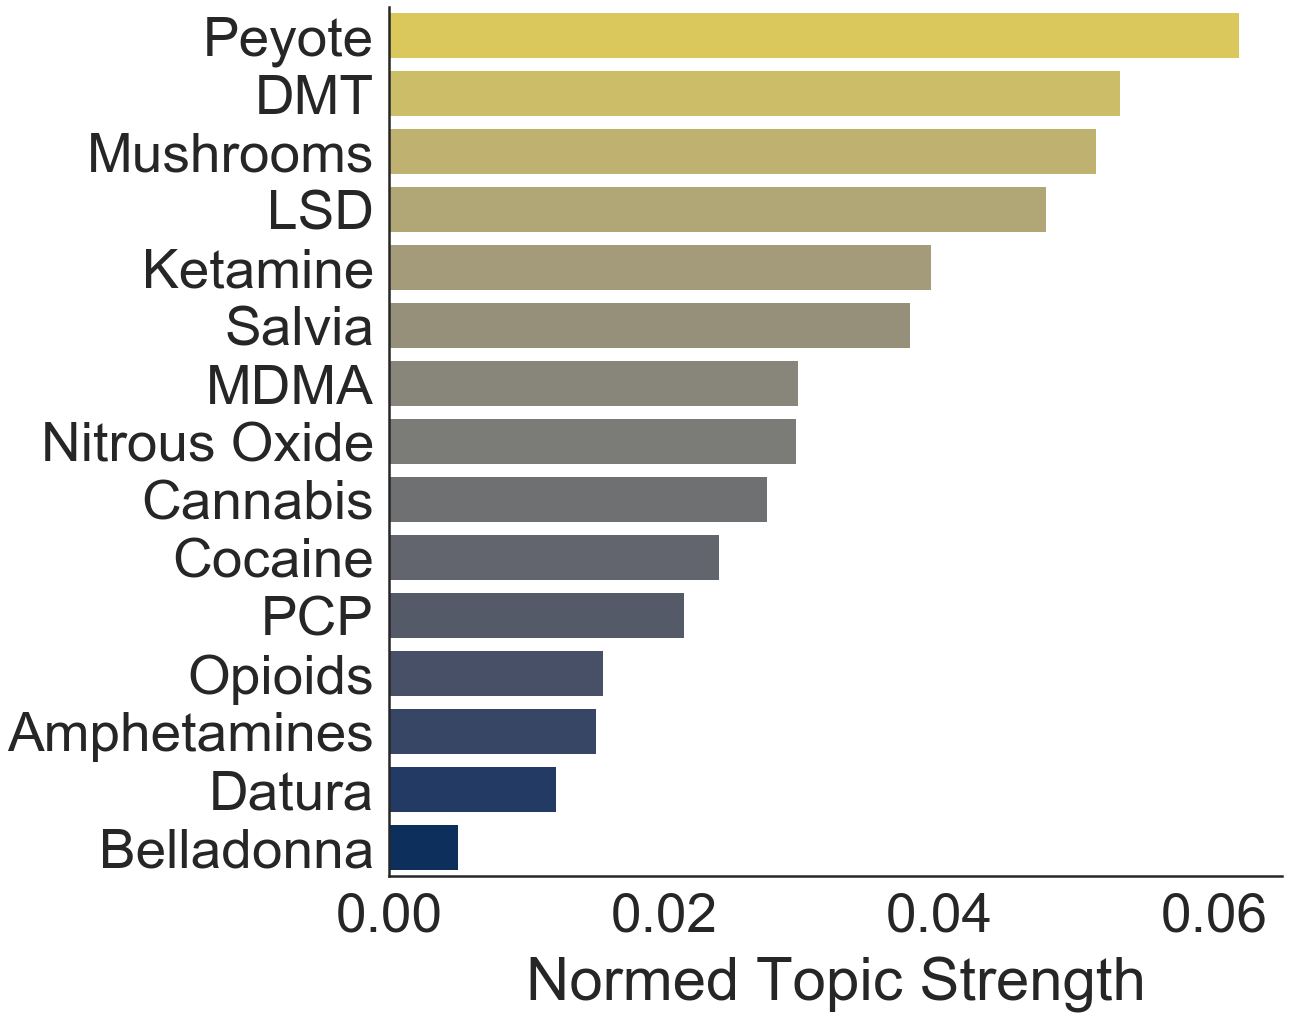 Peyote
DMT
Mushrooms
LSD
Ketamine
Salvia
MDMA
Nitrous Oxide
Cannabis
Cocaine
PCP
Opioids
Amphetamines
Datura
Belladonna
0.00 0.02 0.04 0.06
Normed Topic Strength